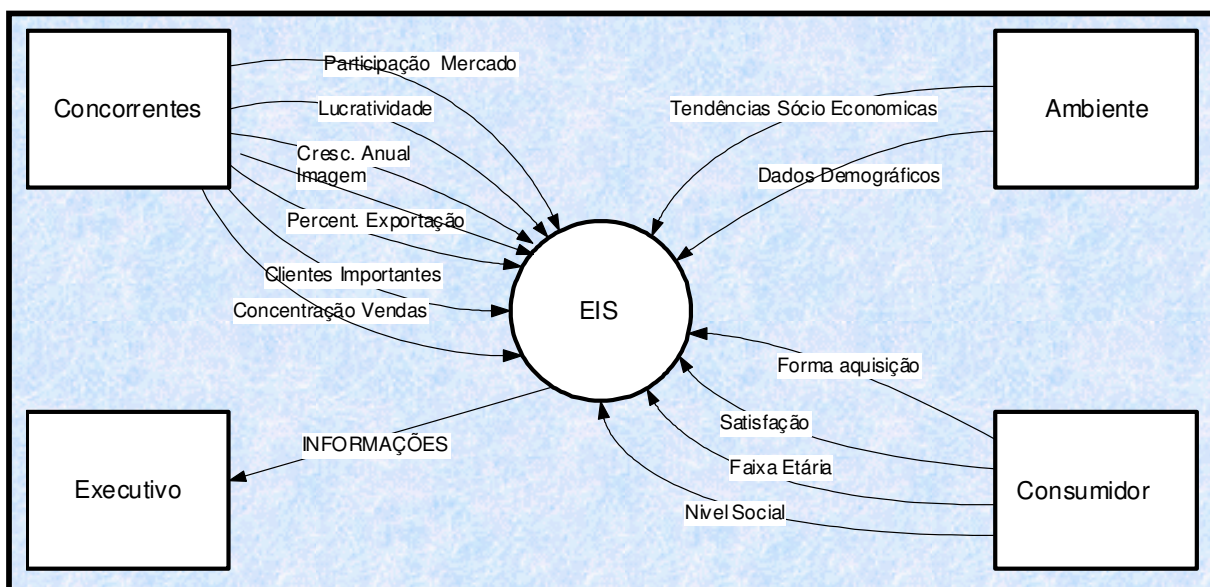 Concorrentes
Participação Mercado
Lucratividade
Cresc. Anual
Imagem
Percent. Exportação
Clientes Importantes
Concentração Vendas
Ambiente
Tendências Sócio Economicas
Dados Demográficos
EIS
Executivo
INFORMAÇÕES
Consumidor
Forma aquisição
Satisfação
Faixa Etária
Nivel Social